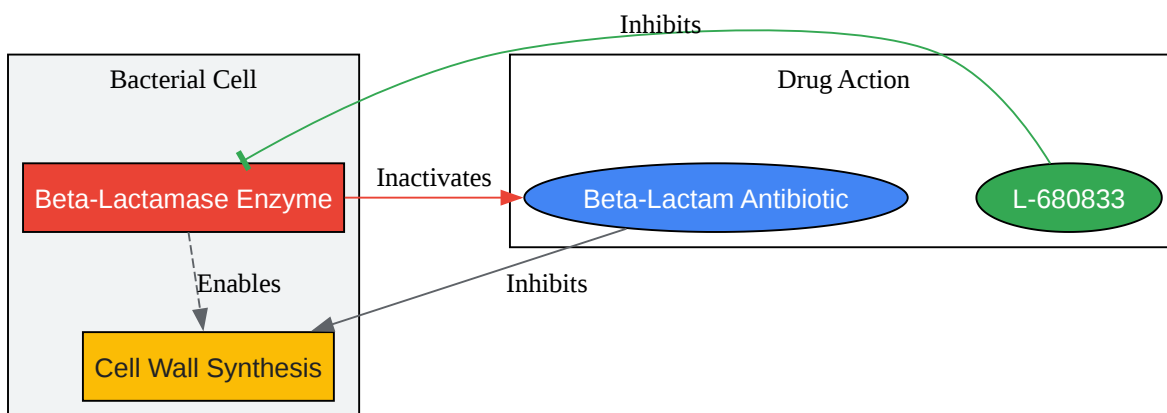 Inhibits
Bacterial Cell
Drug Action
Beta-Lactamase Enzyme
Inactivates
Beta-Lactam Antibiotic
L-680833
Enables
Inhibits
Cell Wall Synthesis